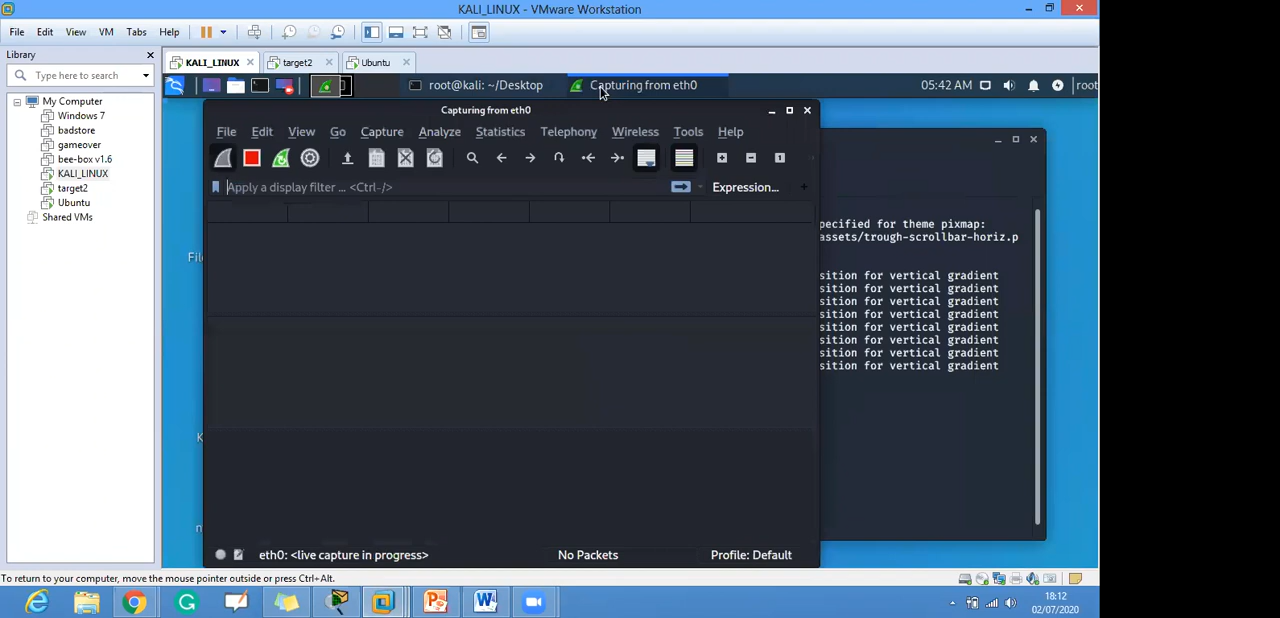 KALI_LINUX - VMware Workstation
File Edit View VM Tabs Help
Library
Type here to search
My Computer
Windows 7
badstore
gameover
bee-box v1.6
KALI_LINUX
target2
Ubuntu
Shared VMs
KALI_LINUX target2 Ubuntu
root@kali: ~/Desktop Capturing from eth0 05:42 AM root
Capturing from eth0
File Edit View Go Capture Analyze Statistics Telephony Wireless Tools Help
Apply a display filter ... <Ctrl-/> Expression... +
pecified for theme pixmap:
assets/trough-scrollbar-horiz.p
sition for vertical gradient
sition for vertical gradient
sition for vertical gradient
sition for vertical gradient
sition for vertical gradient
sition for vertical gradient
sition for vertical gradient
sition for vertical gradient
Fil
K
n
eth0: <live capture in progress> No Packets Profile: Default
To return to your computer, move the mouse pointer outside or press Ctrl+Alt.
18:12
02/07/2020